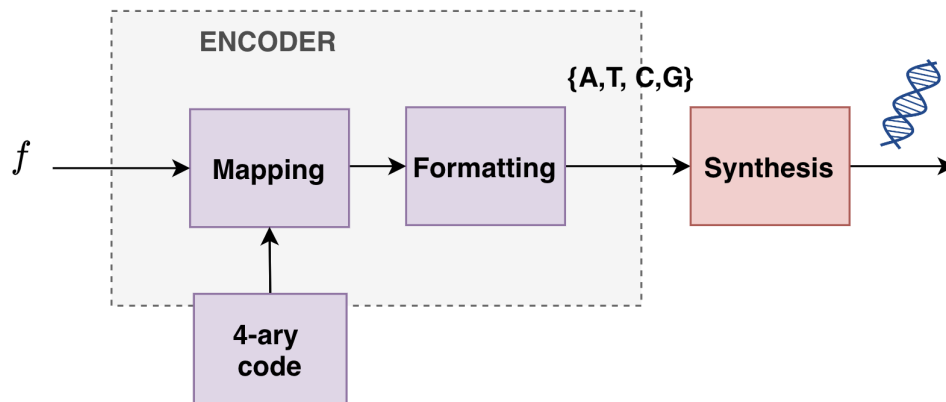 ENCODER
{A,T, C,G}
f
Mapping
Formatting
Synthesis
4-ary
code